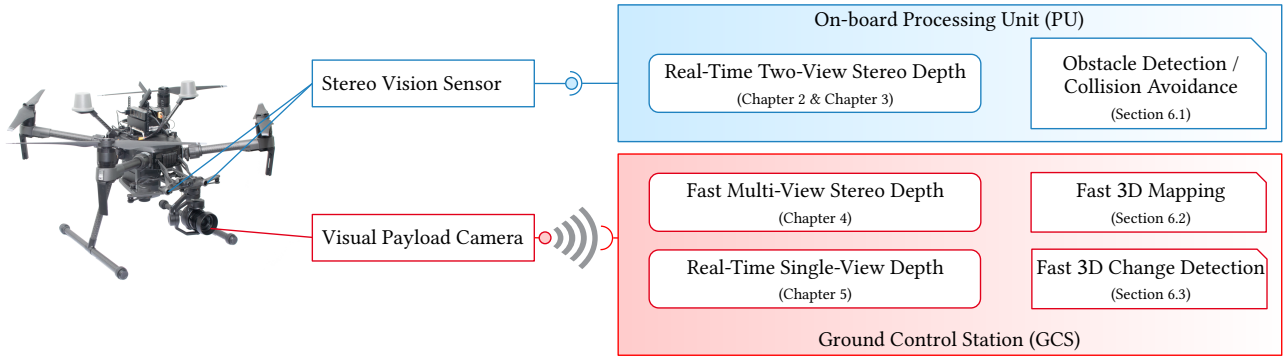 On-board Processing Unit (PU)
Stereo Vision Sensor
Real-Time Two-View Stereo Depth
(Chapter 2 & Chapter 3)
Obstacle Detection /
Collision Avoidance
(Section 6.1)
Visual Payload Camera
Fast Multi-View Stereo Depth
(Chapter 4)
Fast 3D Mapping
(Section 6.2)
Real-Time Single-View Depth
(Chapter 5)
Fast 3D Change Detection
(Section 6.3)
Ground Control Station (GCS)